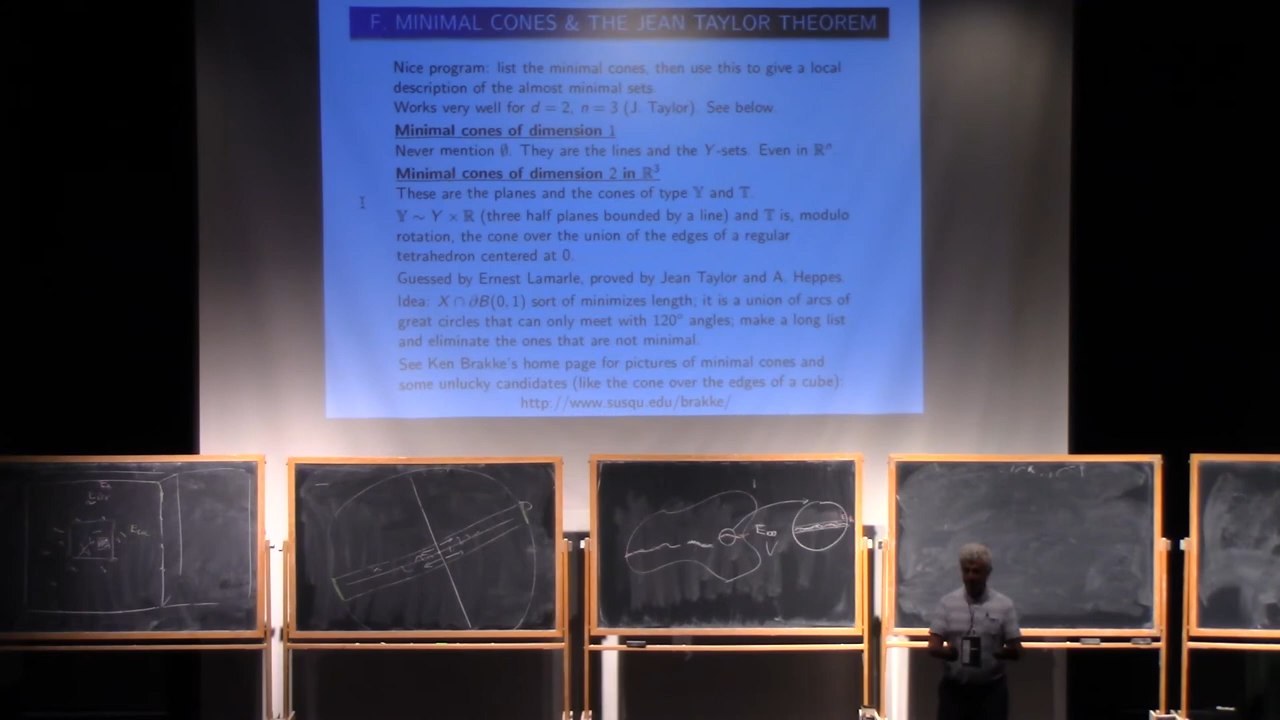 F. MINIMAL CONES & THE JEAN TAYLOR THEOREM
Nice program: list the minimal cones, then use this to give a local
description of the almost minimal sets.
Works very well for d = 2, n = 3 (J. Taylor). See below.
Minimal cones of dimension 1
Never mention ∅. They are the lines and the Y-sets. Even in ℝⁿ.
Minimal cones of dimension 2 in ℝ³
These are the planes and the cones of type 𝕐 and 𝕋.
𝕐 ∼ Y × ℝ (three half planes bounded by a line) and 𝕋 is, modulo
rotation, the cone over the union of the edges of a regular
tetrahedron centered at 0.
Guessed by Ernest Lamarle, proved by Jean Taylor and A. Heppes.
Idea: X ∩ ∂B(0, 1) sort of minimizes length; it is a union of arcs of
great circles that can only meet with 120° angles; make a long list
and eliminate the ones that are not minimal.
See Ken Brakke's home page for pictures of minimal cones and
some unlucky candidates (like the cone over the edges of a cube):
http://www.susqu.edu/brakke/
E∞
V